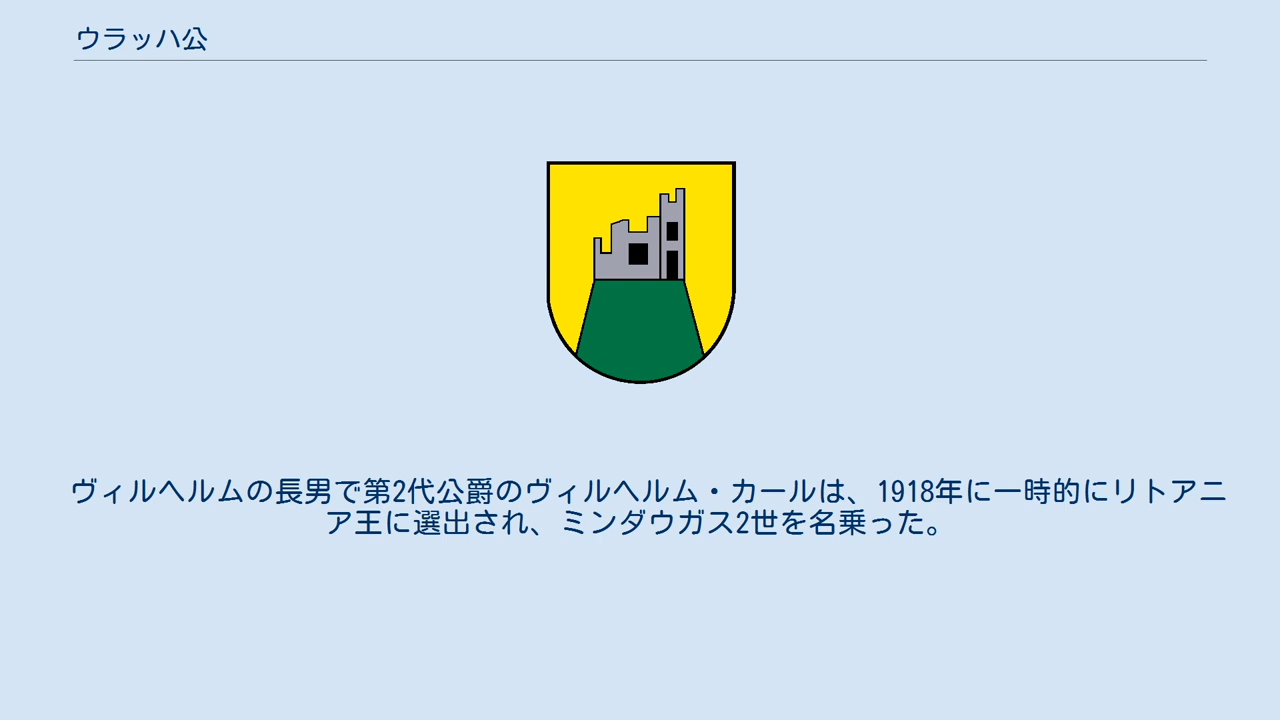 ウラッハ公
ヴィルヘルムの長男で第2代公爵のヴィルヘルム・カールは、1918年に一時的にリトアニ
ア王に選出され、ミンダウガス2世を名乗った。